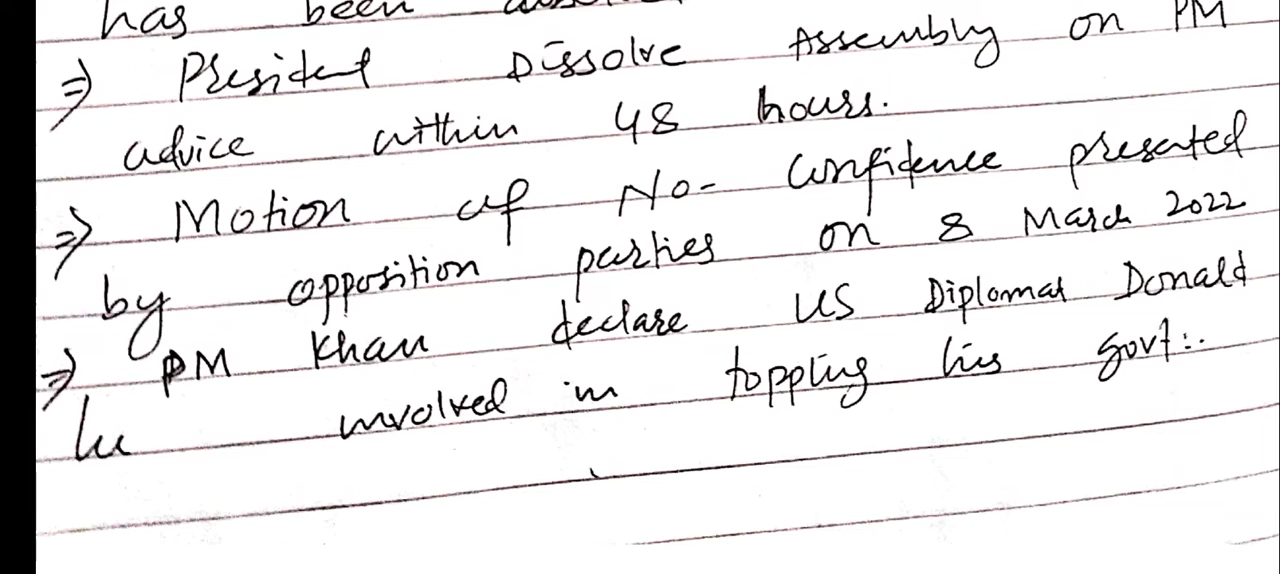 has been
⇒ President Dissolve Assembly on PM
advice within 48 hours.
⇒ Motion of No- Confidence presented
by opposition parties on 8 March 2022
⇒ PM Khan declare US Diplomat Donald
lu involved in toppling his govt:.